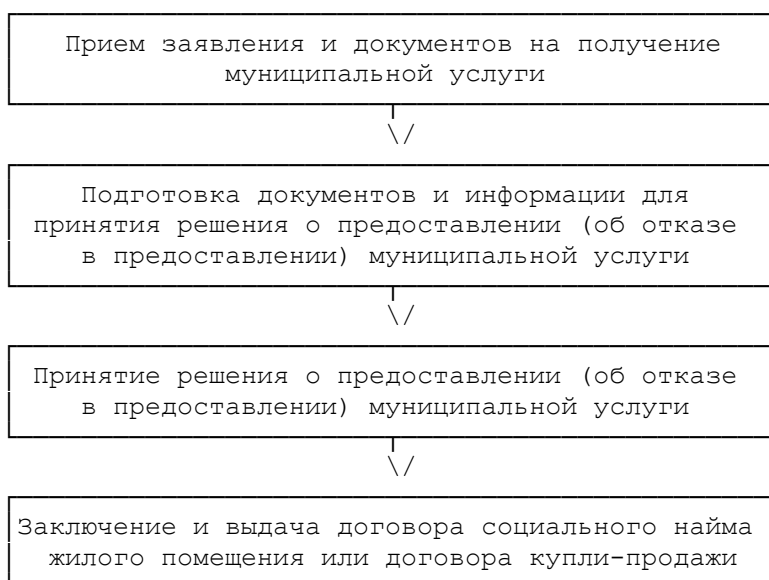 Прием заявления и документов на получение
муниципальной услуги
\/
Подготовка документов и информации для
принятия решения о предоставлении (об отказе
в предоставлении) муниципальной услуги
\/
Принятие решения о предоставлении (об отказе
в предоставлении) муниципальной услуги
\/
Заключение и выдача договора социального найма
жилого помещения или договора купли-продажи